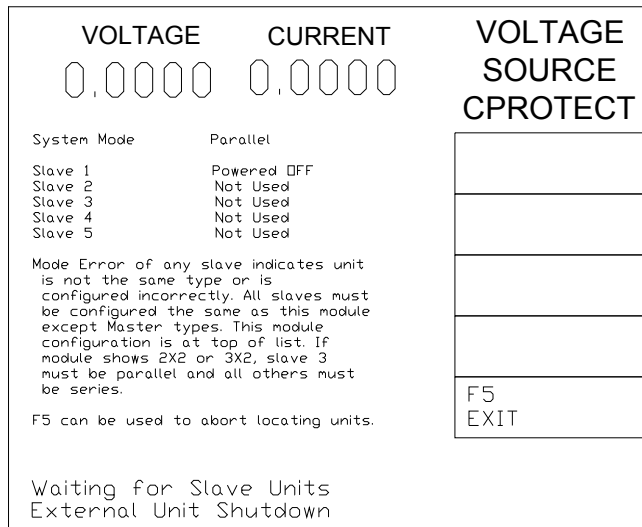 VOLTAGE CURRENT
0.0000 0.0000
VOLTAGE
SOURCE
CPROTECT
System Mode Parallel
Slave 1 Powered OFF
Slave 2 Not Used
Slave 3 Not Used
Slave 4 Not Used
Slave 5 Not Used
Mode Error of any slave indicates unit
is not the same type or is
configured incorrectly. All slaves must
be configured the same as this module
except Master types. This module
configuration is at top of list. If
module shows 2X2 or 3X2, slave 3
must be parallel and all others must
be series.
F5 can be used to abort locating units.
F5
EXIT
Waiting for Slave Units
External Unit Shutdown